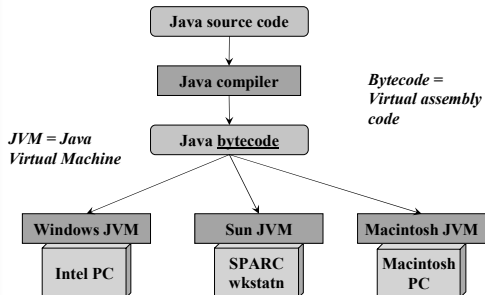 Java source code
Java compiler
Bytecode =
Virtual assembly
code
JVM = Java
Virtual Machine
Java bytecode
Windows JVM
Sun JVM
Macintosh JVM
Intel PC
SPARC
wkstatn
Macintosh
PC